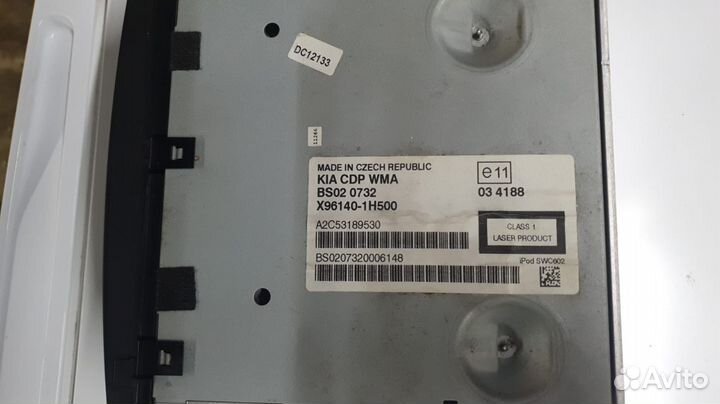 DC12133
11264
MADE IN CZECH REPUBLIC
KIA CDP WMA
BS02 0732
X96140-1H500
e11
03 4188
A2C53189530
CLASS 1
LASER PRODUCT
BS0207320006148
iPod SWC602
Avito